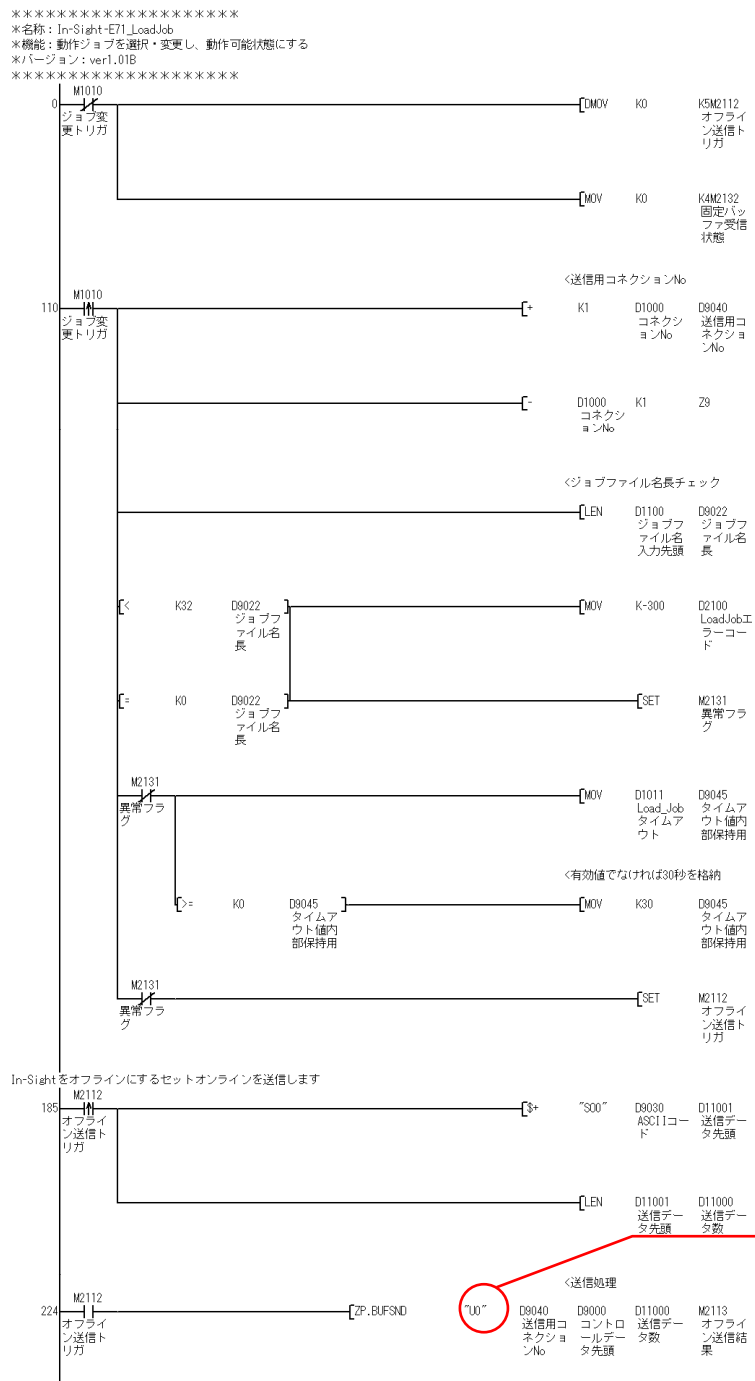 ＊＊＊＊＊＊＊＊＊＊＊＊＊＊＊＊＊＊＊＊
＊名称：In-Sight-E71_LoadJob
＊機能：動作ジョブを選択・変更し、動作可能状態にする
＊バージョン：ver1.01B
＊＊＊＊＊＊＊＊＊＊＊＊＊＊＊＊＊＊＊＊
M1010
0 [DMOV K0 K5M2112
ジョブ変 オフライ
更トリガ ン送信ト
リガ
[MOV K0 K4M2132
固定バッ
ファ受信
状態
<送信用コネクションNo
M1010
110 [+ K1 D1000 D9040
ジョブ変 コネクシ 送信用コ
更トリガ ョンNo ネクショ
ンNo
[- D1000 K1 Z9
コネクシ
ョンNo
<ジョブファイル名長チェック
[LEN D1100 D9022
ジョブフ ジョブフ
ァイル名 ァイル名
入力先頭 長
[< K32 D9022 ] [MOV K-300 D2100
ジョブフ LoadJobエ
ァイル名 ラーコー
長 ド
[= K0 D9022 ] [SET M2131
ジョブフ 異常フラ
ァイル名 グ
長
M2131
[MOV D1011 D9045
異常フラ Load_Job タイムア
グ タイムア ウト値内
ウト 部保持用
<有効値でなければ30秒を格納
[>= K0 D9045 ] [MOV K30 D9045
タイムア タイムア
ウト値内 ウト値内
部保持用 部保持用
M2131
[SET M2112
異常フラ オフライ
グ ン送信ト
リガ
In-Sightをオフラインにするセットオンラインを送信します
M2112
185 [$+ "SO0" D9030 D11001
オフライ ASCIIコー 送信デー
ン送信ト ド タ先頭
リガ
[LEN D11001 D11000
送信デー 送信デー
タ先頭 タ数
<送信処理
M2112
224 [ZP.BUFSND "U0" D9040 D9000 D11000 M2113
オフライ 送信用コ コントロ 送信デー オフライ
ン送信ト ネクショ ールデー タ数 ン送信結
リガ ンNo タ先頭 果